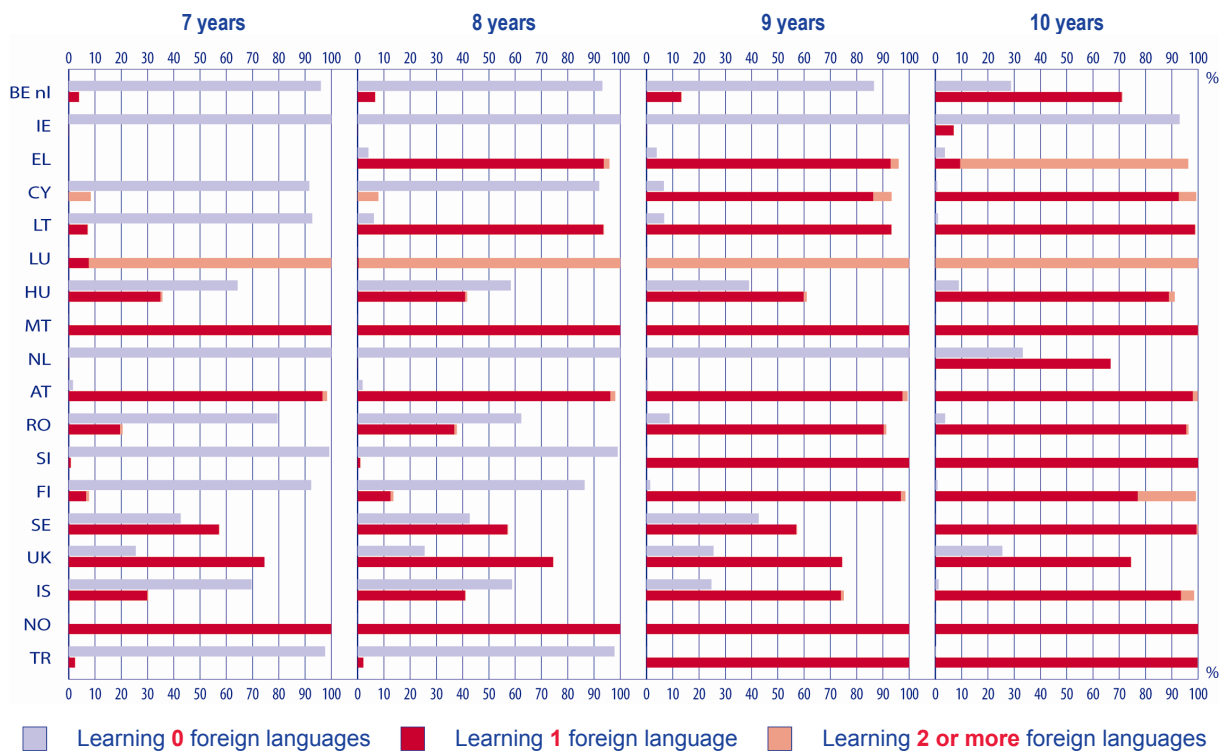 7 years 8 years 9 years 10 years
0 10 20 30 40 50 60 70 80 90 100 0 10 20 30 40 50 60 70 80 90 100 0 10 20 30 40 50 60 70 80 90 100 0 10 20 30 40 50 60 70 80 90 100
%
BE nl
IE
EL
CY
LT
LU
HU
MT
NL
AT
RO
SI
FI
SE
UK
IS
NO
TR
0 10 20 30 40 50 60 70 80 90 100 0 10 20 30 40 50 60 70 80 90 100 0 10 20 30 40 50 60 70 80 90 100 0 10 20 30 40 50 60 70 80 90 100 %
Learning 0 foreign languages Learning 1 foreign language Learning 2 or more foreign languages